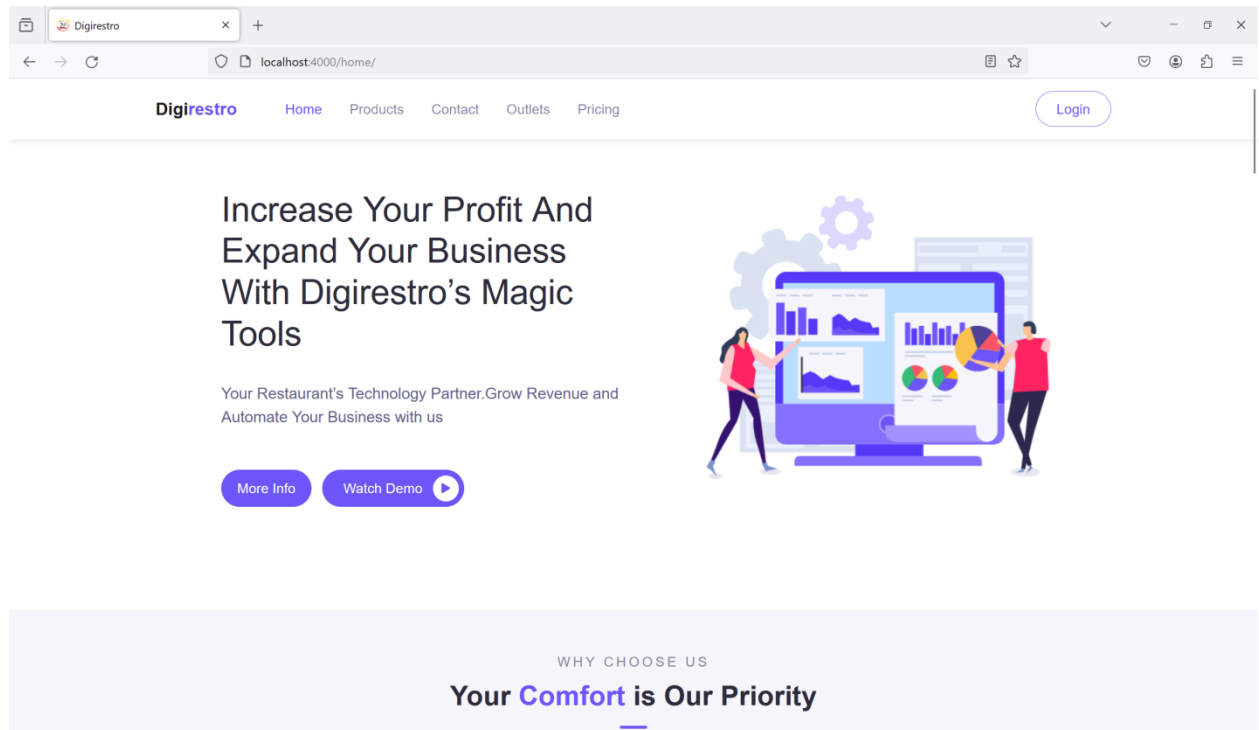 Digirestro
localhost:4000/home/
Digirestro Home Products Contact Outlets Pricing Login
Increase Your Profit And
Expand Your Business
With Digirestro’s Magic
Tools
Your Restaurant's Technology Partner.Grow Revenue and
Automate Your Business with us
More Info Watch Demo
WHY CHOOSE US
Your Comfort is Our Priority